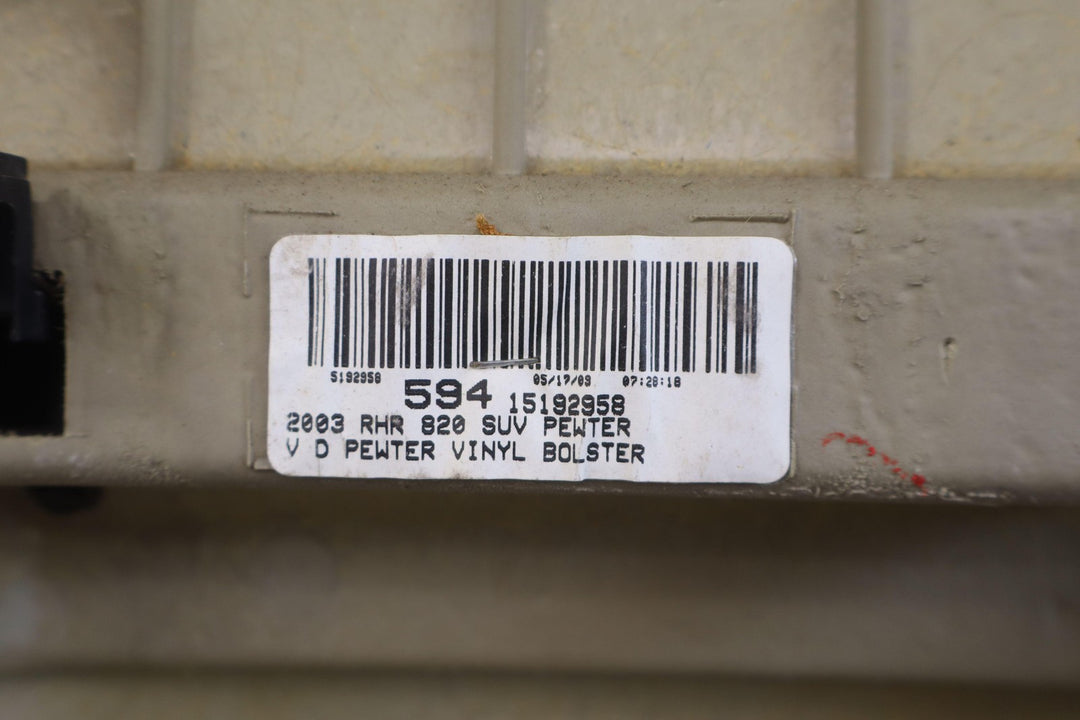 5192958 05/17/03 07:28:18
594 15192958
2003 RHR 820 SUV PEWTER
V D PEWTER VINYL BOLSTER